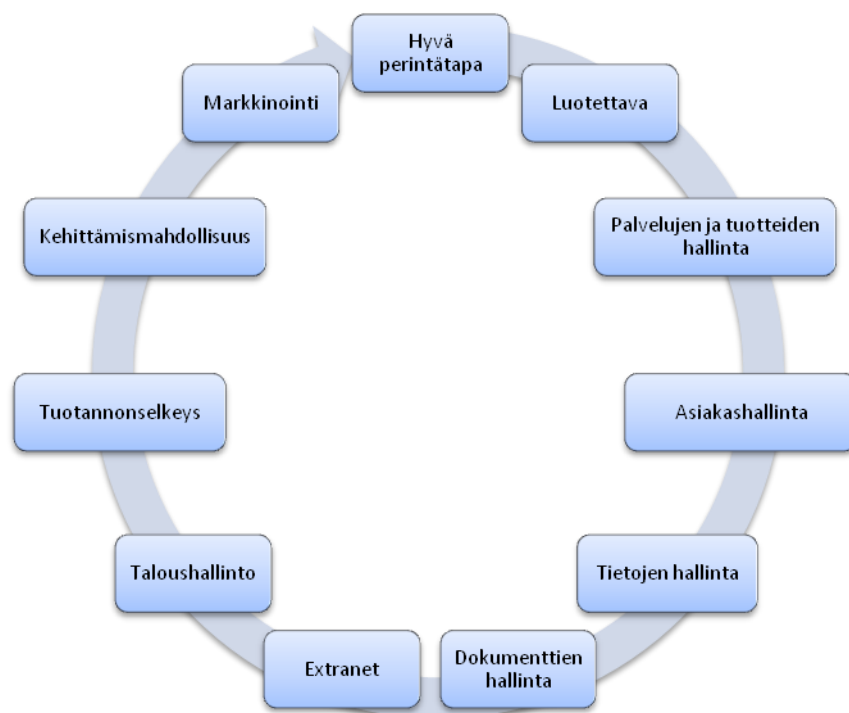 Hyvä
perintätapa
Luotettava
Palvelujen ja tuotteiden
hallinta
Asiakashallinta
Tietojen hallinta
Dokumenttien
hallinta
Extranet
Taloushallinto
Tuotannonselkeys
Kehittämismahdollisuus
Markkinointi